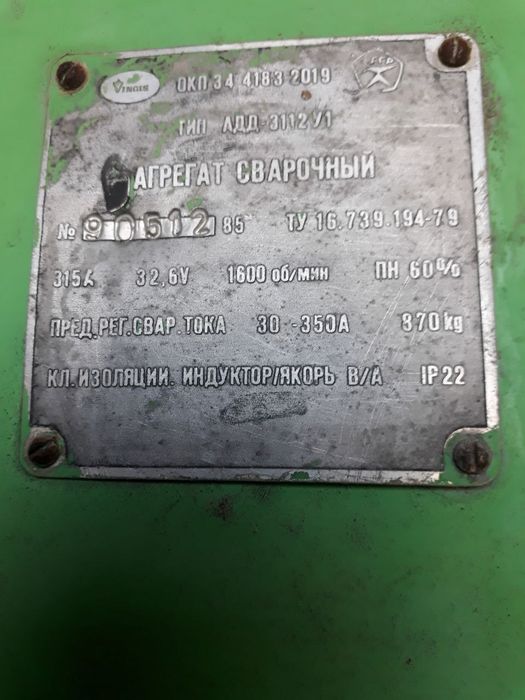 VINGIS ОКП 34 4183 2019 СССР
ТИП АДД-3112 У1
АГРЕГАТ СВАРОЧНЫЙ
№ 90512 85 ТУ 16.739.194-79
315А 32,6V 1600 об/мин ПН 60%
ПРЕД. РЕГ. СВАР. ТОКА 30-350А 870kg
КЛ. ИЗОЛЯЦИИ. ИНДУКТОР/ЯКОРЬ В/А IP22